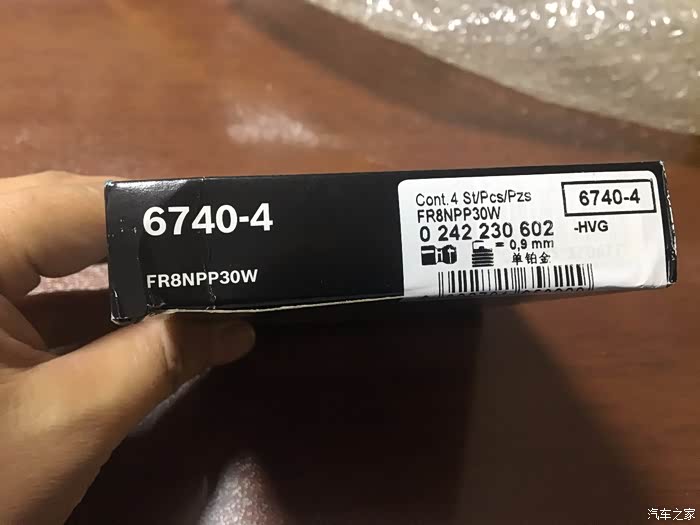 6740-4
FR8NPP30W
Cont.4 St/Pcs/Pzs
FR8NPP30W
0 242 230 602
6740-4
-HVG
= 0,9 mm
单铂金
汽车之家